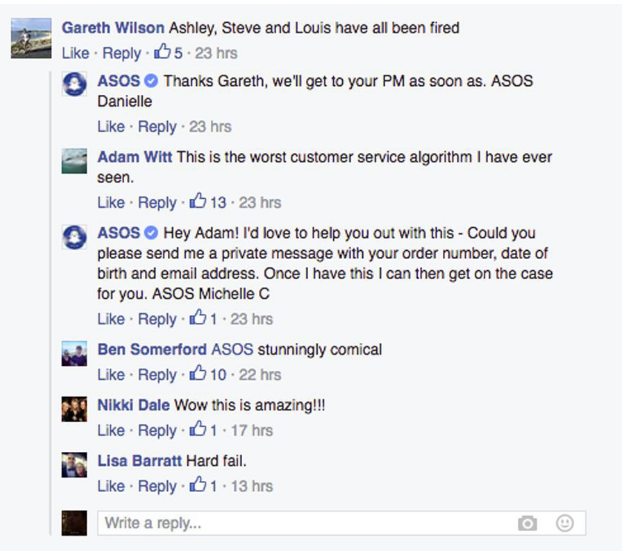 Gareth Wilson Ashley, Steve and Louis have all been fired
Like · Reply · 5 · 23 hrs
ASOS Thanks Gareth, we'll get to your PM as soon as. ASOS
Danielle
Like · Reply · 23 hrs
Adam Witt This is the worst customer service algorithm I have ever
seen.
Like · Reply · 13 · 23 hrs
ASOS Hey Adam! I'd love to help you out with this - Could you
please send me a private message with your order number, date of
birth and email address. Once I have this I can then get on the case
for you. ASOS Michelle C
Like · Reply · 1 · 23 hrs
Ben Somerford ASOS stunningly comical
Like · Reply · 10 · 22 hrs
Nikki Dale Wow this is amazing!!!
Like · Reply · 1 · 17 hrs
Lisa Barratt Hard fail.
Like · Reply · 1 · 13 hrs
Write a reply...